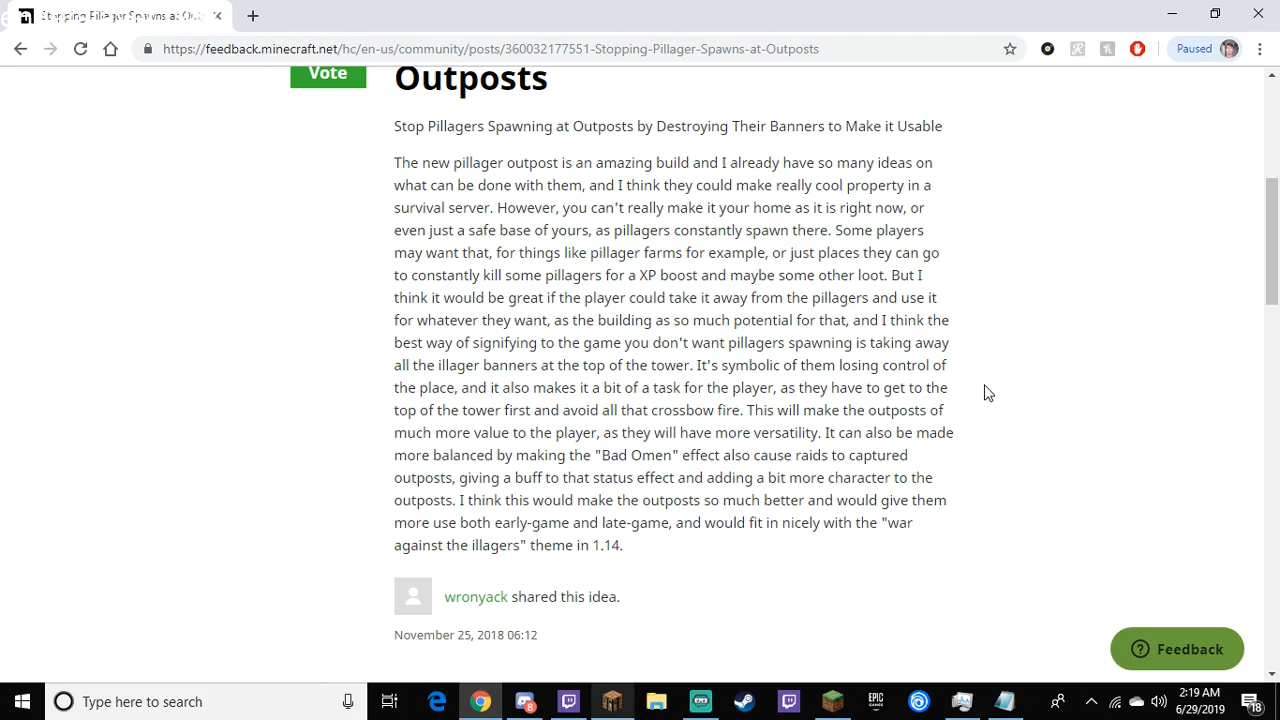 Stopping Pillager Spawns at Ou
https://feedback.minecraft.net/hc/en-us/community/posts/360032177551-Stopping-Pillager-Spawns-at-Outposts
Paused
Vote
Outposts
Stop Pillagers Spawning at Outposts by Destroying Their Banners to Make it Usable
The new pillager outpost is an amazing build and I already have so many ideas on
what can be done with them, and I think they could make really cool property in a
survival server. However, you can't really make it your home as it is right now, or
even just a safe base of yours, as pillagers constantly spawn there. Some players
may want that, for things like pillager farms for example, or just places they can go
to constantly kill some pillagers for a XP boost and maybe some other loot. But I
think it would be great if the player could take it away from the pillagers and use it
for whatever they want, as the building as so much potential for that, and I think the
best way of signifying to the game you don't want pillagers spawning is taking away
all the illager banners at the top of the tower. It's symbolic of them losing control of
the place, and it also makes it a bit of a task for the player, as they have to get to the
top of the tower first and avoid all that crossbow fire. This will make the outposts of
much more value to the player, as they will have more versatility. It can also be made
more balanced by making the "Bad Omen" effect also cause raids to captured
outposts, giving a buff to that status effect and adding a bit more character to the
outposts. I think this would make the outposts so much better and would give them
more use both early-game and late-game, and would fit in nicely with the "war
against the illagers" theme in 1.14.
wronyack shared this idea.
November 25, 2018 06:12
Feedback
Type here to search
8
EPIC
GAMES
2:19 AM
6/29/2019
18